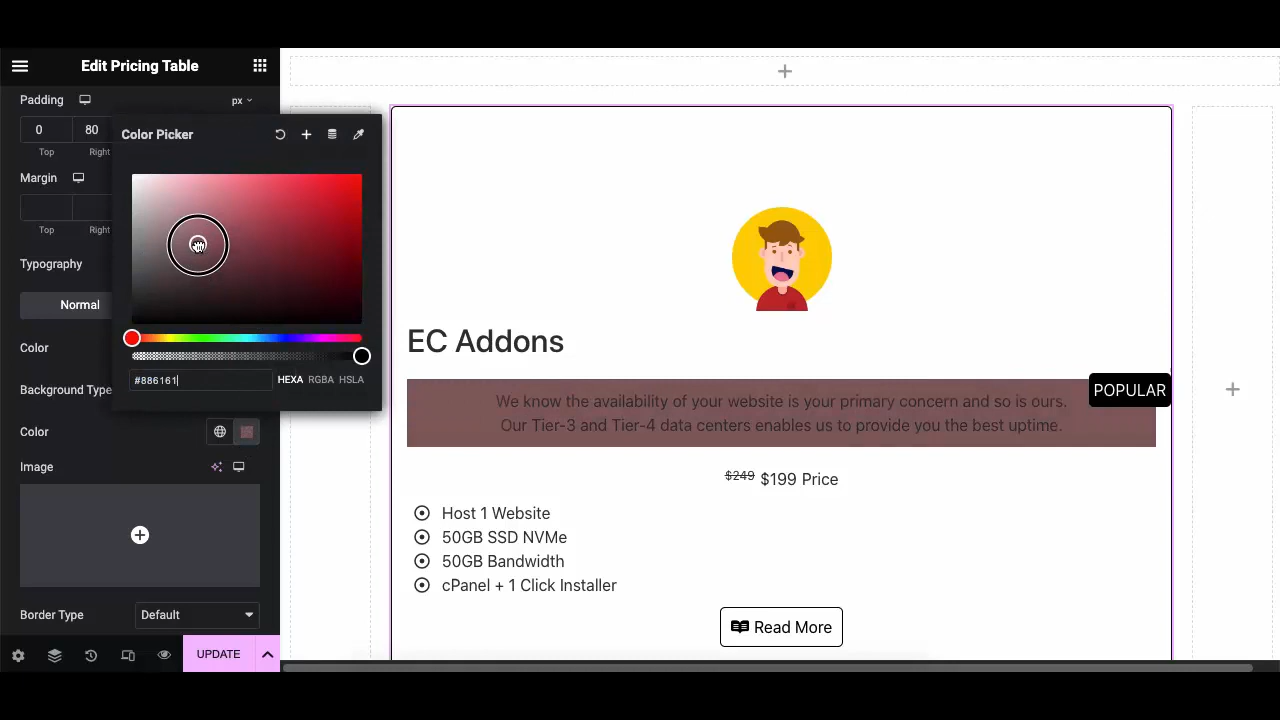 Edit Pricing Table
Padding
px
0
80
Top
Right
Margin
Top
Right
Typography
Normal
Color
Background Type
Color
Image
Border Type
Default
UPDATE
Color Picker
#886161
HEXA RGBA HSLA
EC Addons
POPULAR
We know the availability of your website is your primary concern and so is ours.
Our Tier-3 and Tier-4 data centers enables us to provide you the best uptime.
$249 $199 Price
Host 1 Website
50GB SSD NVMe
50GB Bandwidth
cPanel + 1 Click Installer
Read More